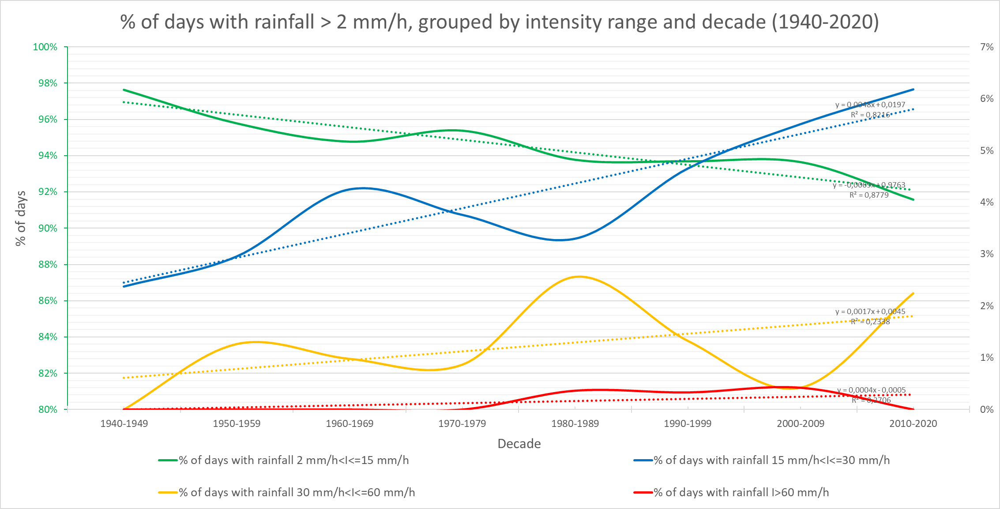 % of days with rainfall > 2 mm/h, grouped by intensity range and decade (1940-2020)
100%
98%
96%
94%
92%
90%
88%
86%
84%
82%
80%
% of days
7%
6%
5%
4%
3%
2%
1%
0%
y = 0,0048x + 0,0197
R² = 0,8216
y = -0,0069x + 0,9763
R² = 0,8779
y = 0,0017x + 0,0045
R² = 0,2338
y = 0,0004x - 0,0005
R² = 0,2706
1940-1949 1950-1959 1960-1969 1970-1979 1980-1989 1990-1999 2000-2009 2010-2020
Decade
% of days with rainfall 2 mm/h<I<=15 mm/h
% of days with rainfall 15 mm/h<I<=30 mm/h
% of days with rainfall 30 mm/h<I<=60 mm/h
% of days with rainfall I>60 mm/h